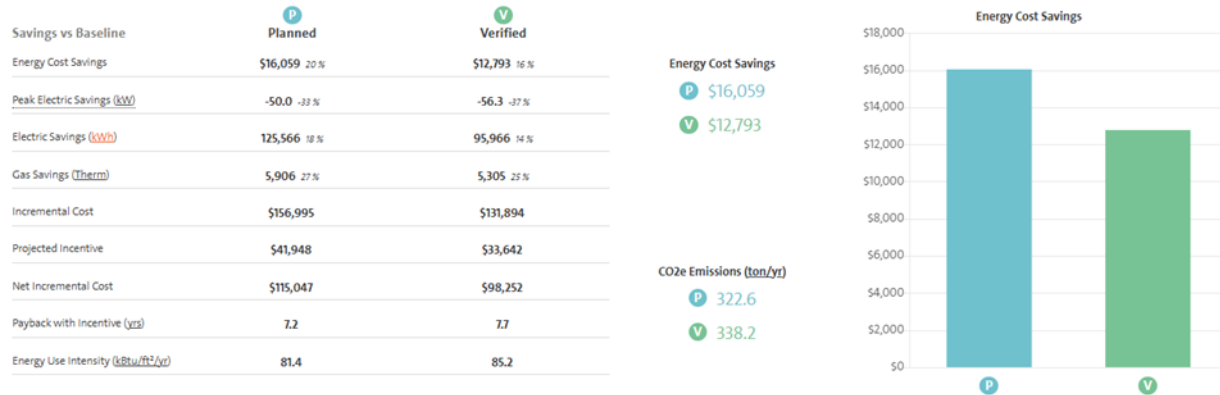 P V
Savings vs Baseline Planned Verified
Energy Cost Savings $16,059 20 % $12,793 16 %
Peak Electric Savings (kW) -50.0 -33 % -56.3 -37 %
Electric Savings (kWh) 125,566 18 % 95,966 14 %
Gas Savings (Therm) 5,906 27 % 5,305 25 %
Incremental Cost $156,995 $131,894
Projected Incentive $41,948 $33,642
Net Incremental Cost $115,047 $98,252
Payback with Incentive (yrs) 7.2 7.7
Energy Use Intensity (kBtu/ft²/yr) 81.4 85.2
Energy Cost Savings
P $16,059
V $12,793
CO2e Emissions (ton/yr)
P 322.6
V 338.2
Energy Cost Savings
$18,000
$16,000
$14,000
$12,000
$10,000
$8,000
$6,000
$4,000
$2,000
$0
P V